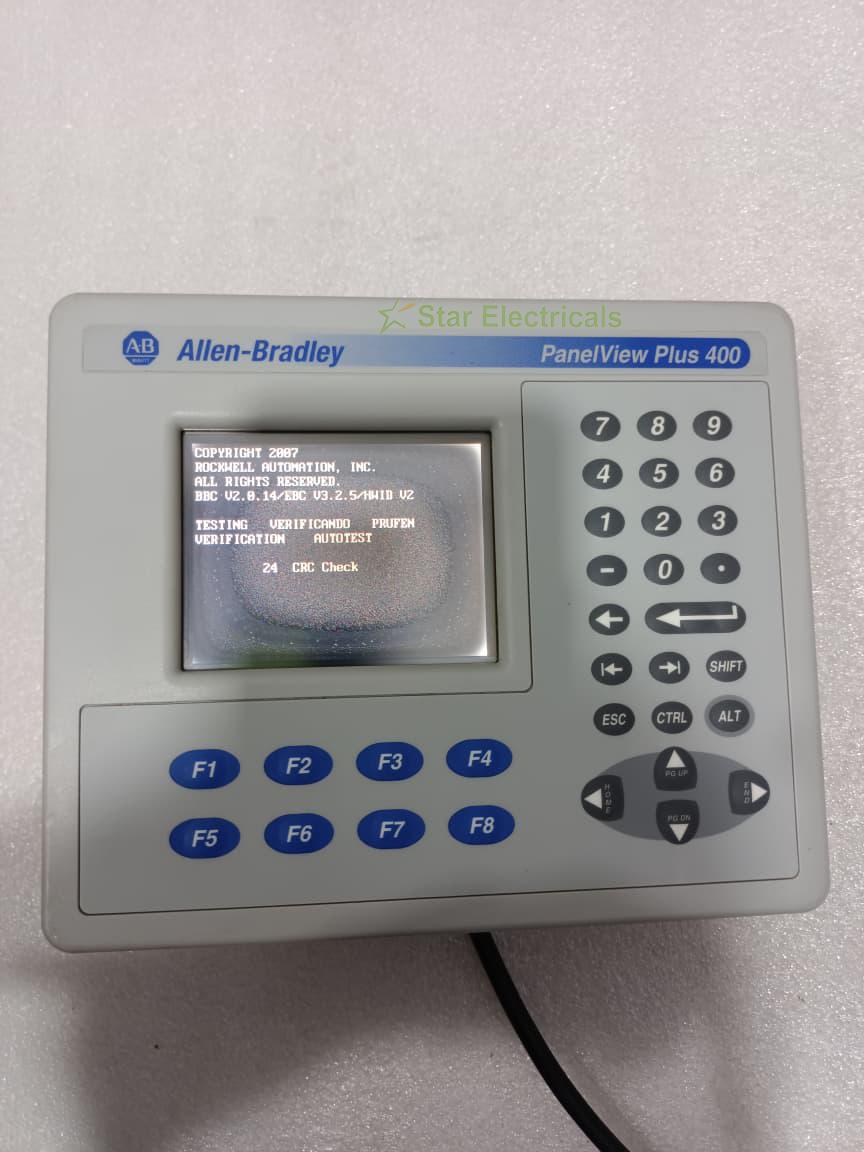 Star Electricals
AB
Allen-Bradley
PanelView Plus 400
COPYRIGHT 2007
ROCKWELL AUTOMATION, INC.
ALL RIGHTS RESERVED.
BBC V2.0.14/EBC V3.2.5/HWID V2
TESTING VERIFICANDO PRUFEN
VERIFICATION AUTOTEST
24 CRC Check
7 8 9
4 5 6
1 2 3
- 0 .
SHIFT
ESC CTRL ALT
F1 F2 F3 F4
F5 F6 F7 F8
PG UP
HOME
END
PG DN